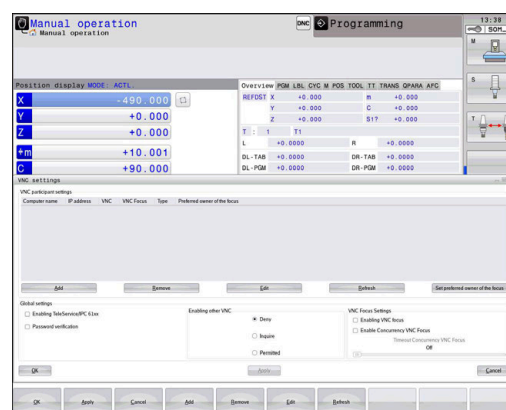 Manual operation
Manual operation
DNC
Programming
13:38
Position display MODE: ACTL.
X -490.000
Y +0.000
Z +0.000
+m +10.001
C +90.000
Overview PGM LBL CYC M POS TOOL TT TRANS QPARA AFC
REFDST X +0.000 m +0.000
Y +0.000 C +0.000
Z +0.000 S1? +0.000
T : 1 T1
L +0.0000 R +0.0000
DL-TAB +0.0000 DR-TAB +0.0000
DL-PGM +0.0000 DR-PGM +0.0000
M
S
T
VNC settings
VNC participant settings
Computer name IP address VNC VNC Focus Type Preferred owner of the focus
Add Remove Edit Refresh Set preferred owner of the focus
Global settings
Enabling TeleService/IPC 61xx
Password verification
Enabling other VNC
Deny
Inquire
Permitted
VNC Focus Settings
Enabling VNC focus
Enable Concurrency VNC Focus
Timeout Concurrency VNC Focus
Off
OK Apply Cancel
OK Apply Cancel Add Remove Edit Refresh